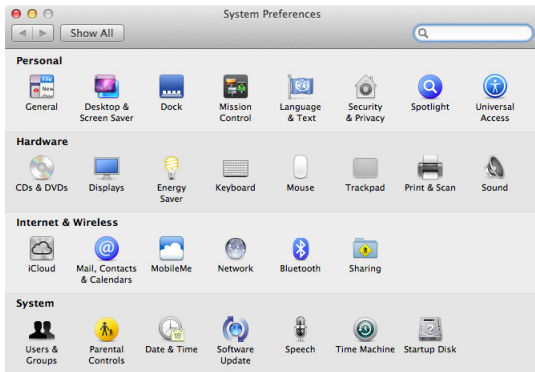 System Preferences
Show All
Personal
General
Desktop &
Screen Saver
Dock
Mission
Control
Language
& Text
Security
& Privacy
Spotlight
Universal
Access
Hardware
CDs & DVDs
Displays
Energy
Saver
Keyboard
Mouse
Trackpad
Print & Scan
Sound
Internet & Wireless
iCloud
Mail, Contacts
& Calendars
MobileMe
Network
Bluetooth
Sharing
System
Users &
Groups
Parental
Controls
Date & Time
Software
Update
Speech
Time Machine
Startup Disk